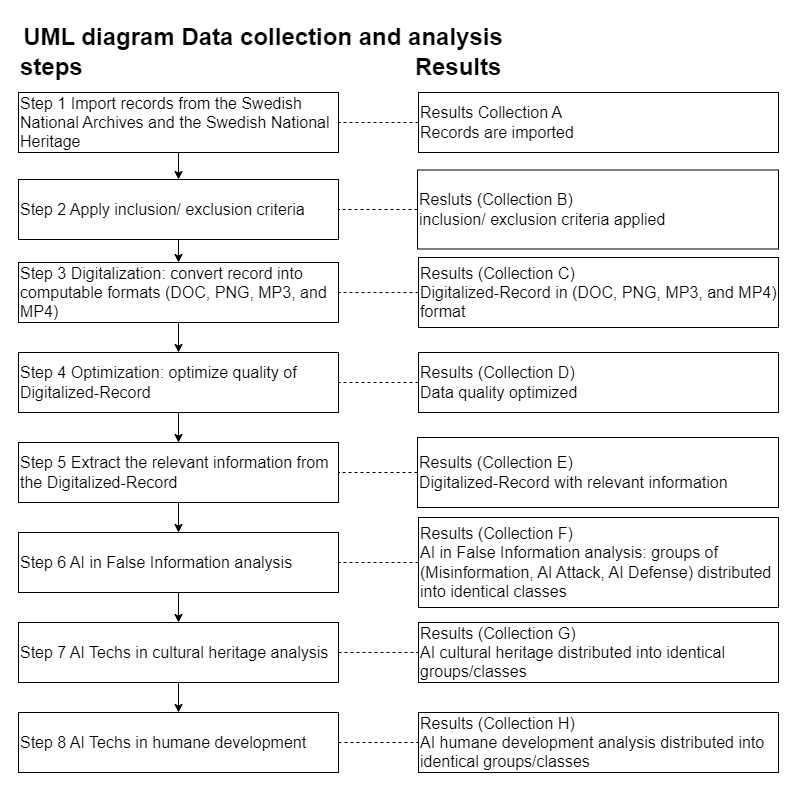 UML diagram Data collection and analysis
steps
Results
Step 1 Import records from the Swedish
National Archives and the Swedish National
Heritage
Results Collection A
Records are imported
Step 2 Apply inclusion/ exclusion criteria
Resluts (Collection B)
inclusion/ exclusion criteria applied
Step 3 Digitalization: convert record into
computable formats (DOC, PNG, MP3, and
MP4)
Results (Collection C)
Digitalized-Record in (DOC, PNG, MP3, and MP4)
format
Step 4 Optimization: optimize quality of
Digitalized-Record
Results (Collection D)
Data quality optimized
Step 5 Extract the relevant information from
the Digitalized-Record
Results (Collection E)
Digitalized-Record with relevant information
Step 6 AI in False Information analysis
Results (Collection F)
AI in False Information analysis: groups of
(Misinformation, AI Attack, AI Defense) distributed
into identical classes
Step 7 AI Techs in cultural heritage analysis
Results (Collection G)
AI cultural heritage distributed into identical
groups/classes
Step 8 AI Techs in humane development
Results (Collection H)
AI humane development analysis distributed into
identical groups/classes